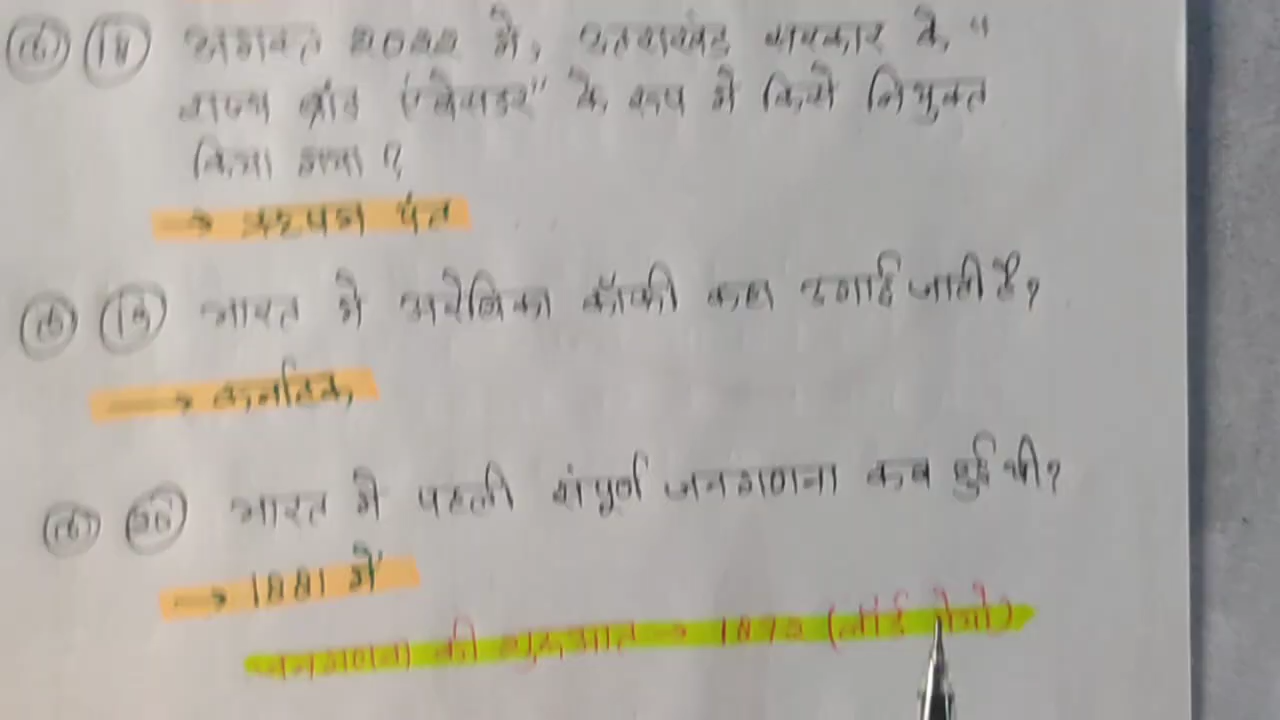 (18) अगस्त 2022 में, उत्तराखंड सरकार के "
राज्य ब्रांड एंबेसडर" के रूप में किसे नियुक्त
किया गया ?
→ ऋषभ पंत
(19) भारत में अरेबिका कॉफी कहा उगाई जाती है?
→ कर्नाटक
(20) भारत में पहली संपूर्ण जनगणना कब हुई थी?
→ 1881 में
जनगणना की शुरुआत → 1872 (लॉर्ड मेयो)